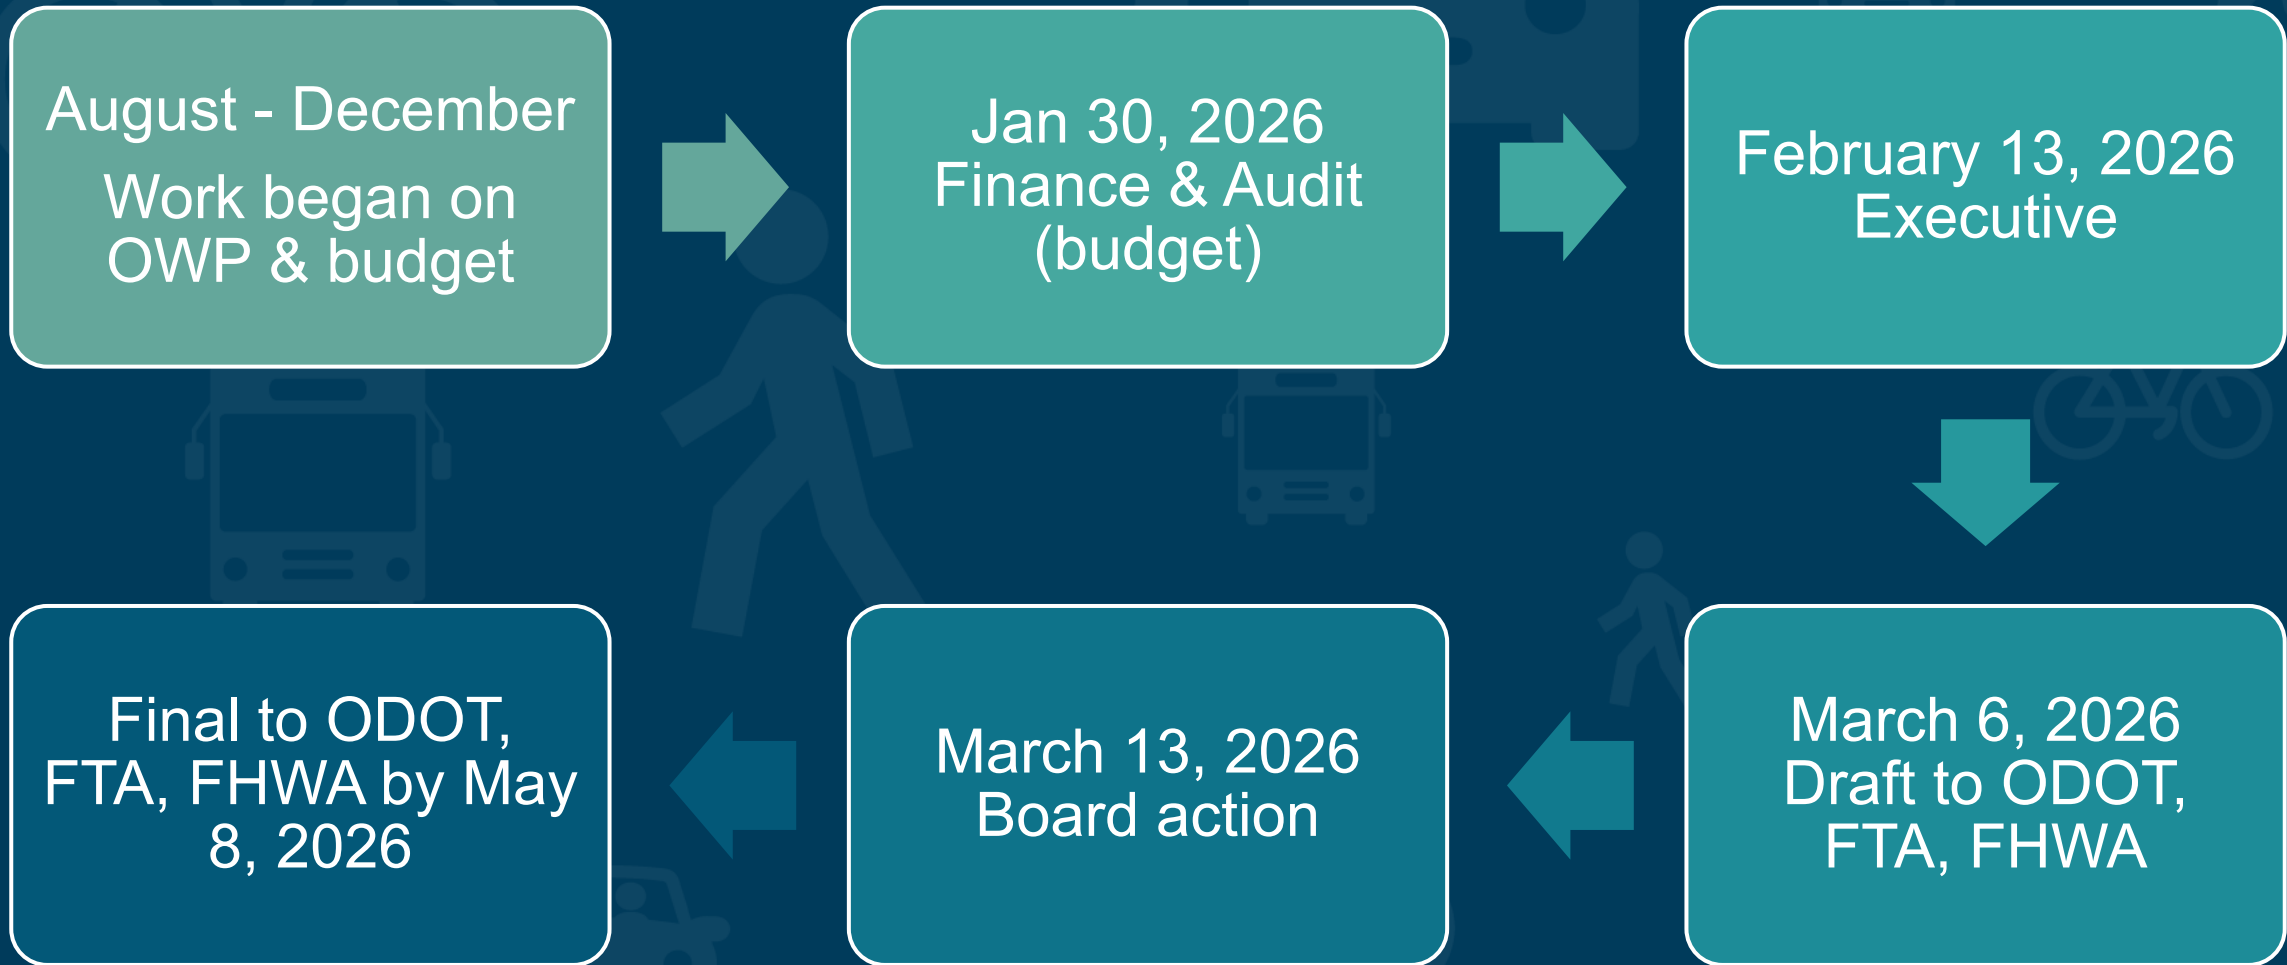 August - December
Work began on
OWP & budget
Jan 30, 2026
Finance & Audit
(budget)
February 13, 2026
Executive
March 6, 2026
Draft to ODOT,
FTA, FHWA
March 13, 2026
Board action
Final to ODOT,
FTA, FHWA by May
8, 2026